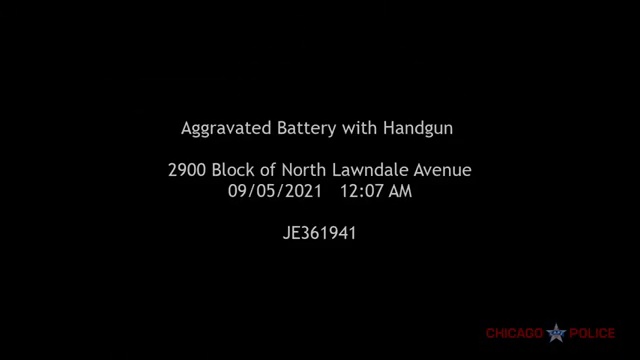 Aggravated Battery with Handgun
2900 Block of North Lawndale Avenue
09/05/2021 12:07 AM
JE361941
CHICAGO POLICE